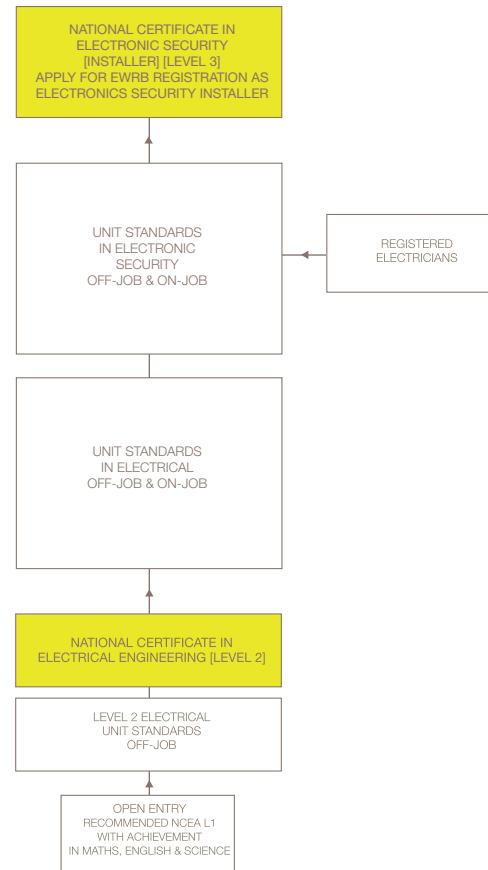 NATIONAL CERTIFICATE IN
ELECTRONIC SECURITY
[INSTALLER] [LEVEL 3]
APPLY FOR EWRB REGISTRATION AS
ELECTRONICS SECURITY INSTALLER
UNIT STANDARDS
IN ELECTRONIC
SECURITY
OFF-JOB & ON-JOB
REGISTERED
ELECTRICIANS
UNIT STANDARDS
IN ELECTRICAL
OFF-JOB & ON-JOB
NATIONAL CERTIFICATE IN
ELECTRICAL ENGINEERING [LEVEL 2]
LEVEL 2 ELECTRICAL
UNIT STANDARDS
OFF-JOB
OPEN ENTRY
RECOMMENDED NCEA L1
WITH ACHIEVEMENT
IN MATHS, ENGLISH & SCIENCE